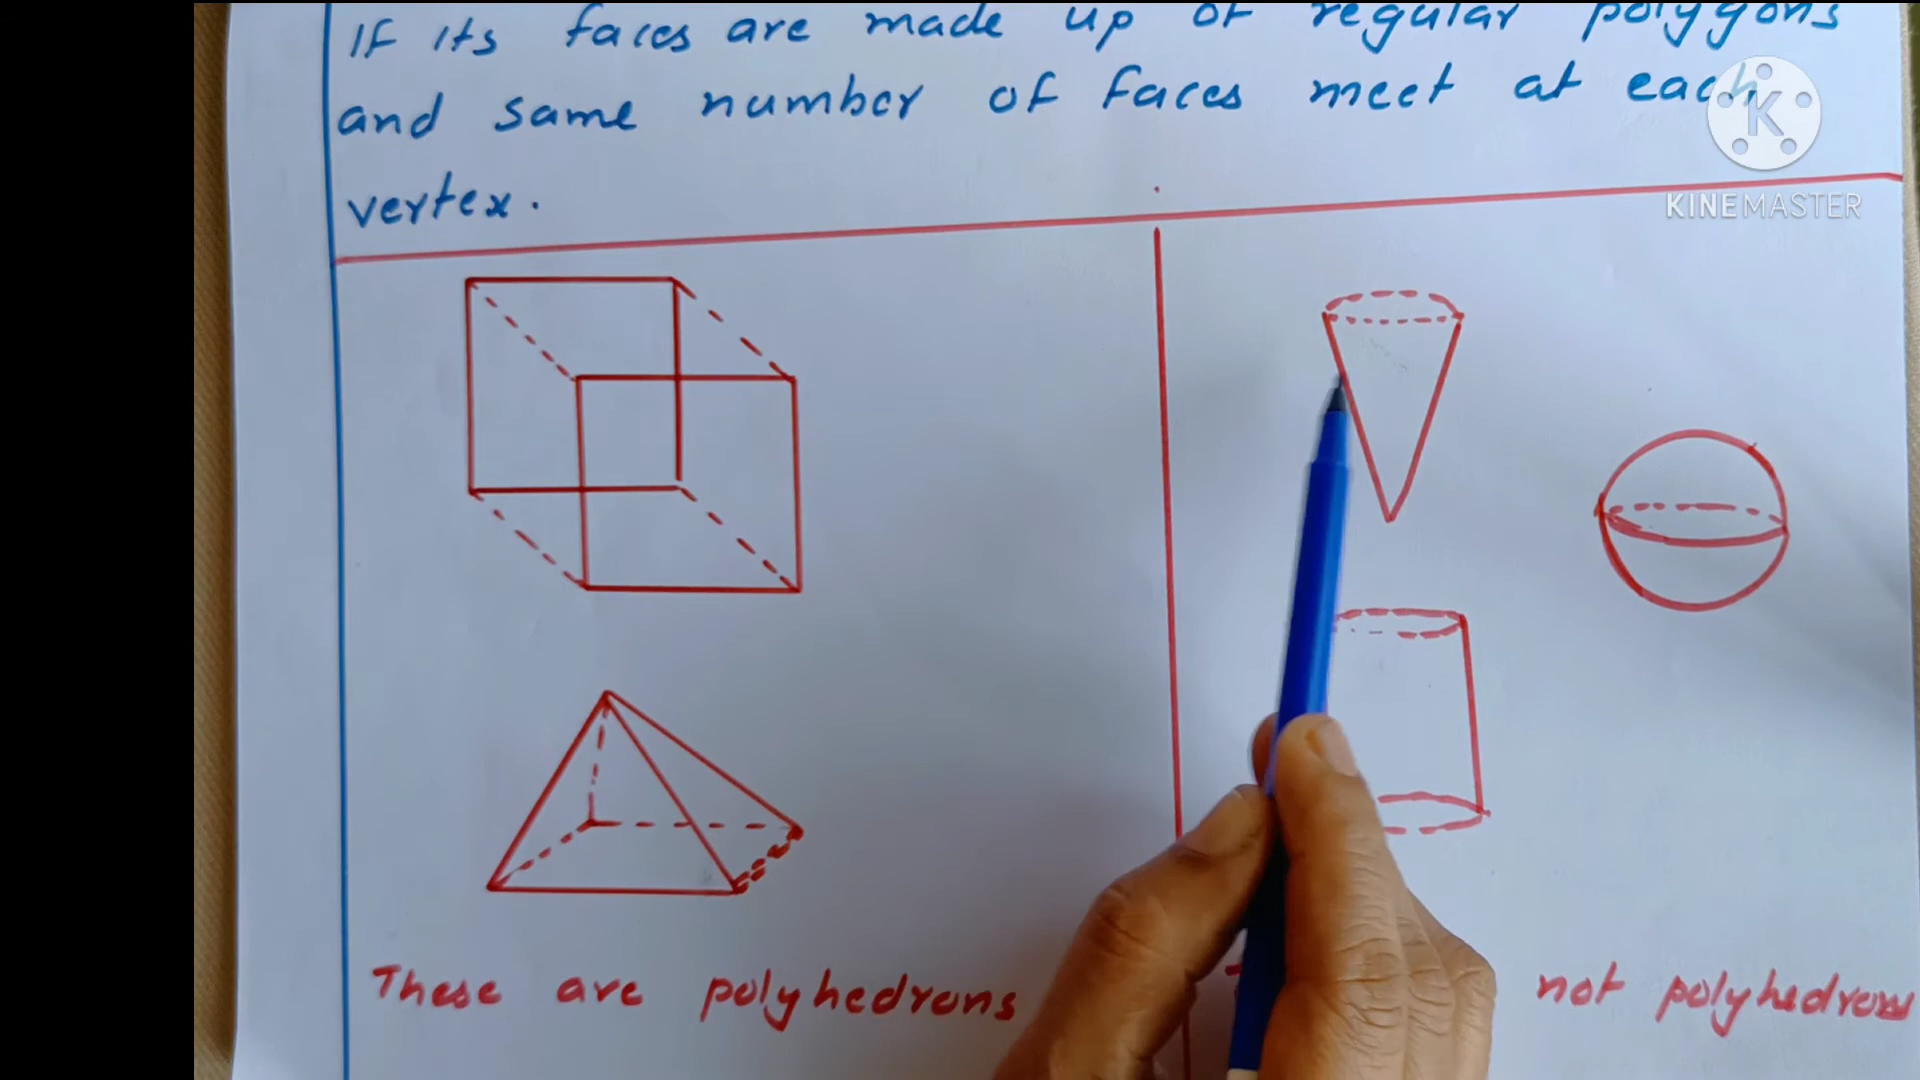 If its faces are made up of regular polygons
and same number of faces meet at each
vertex.
K
KINEMASTER
These are polyhedrons
not polyhedrons